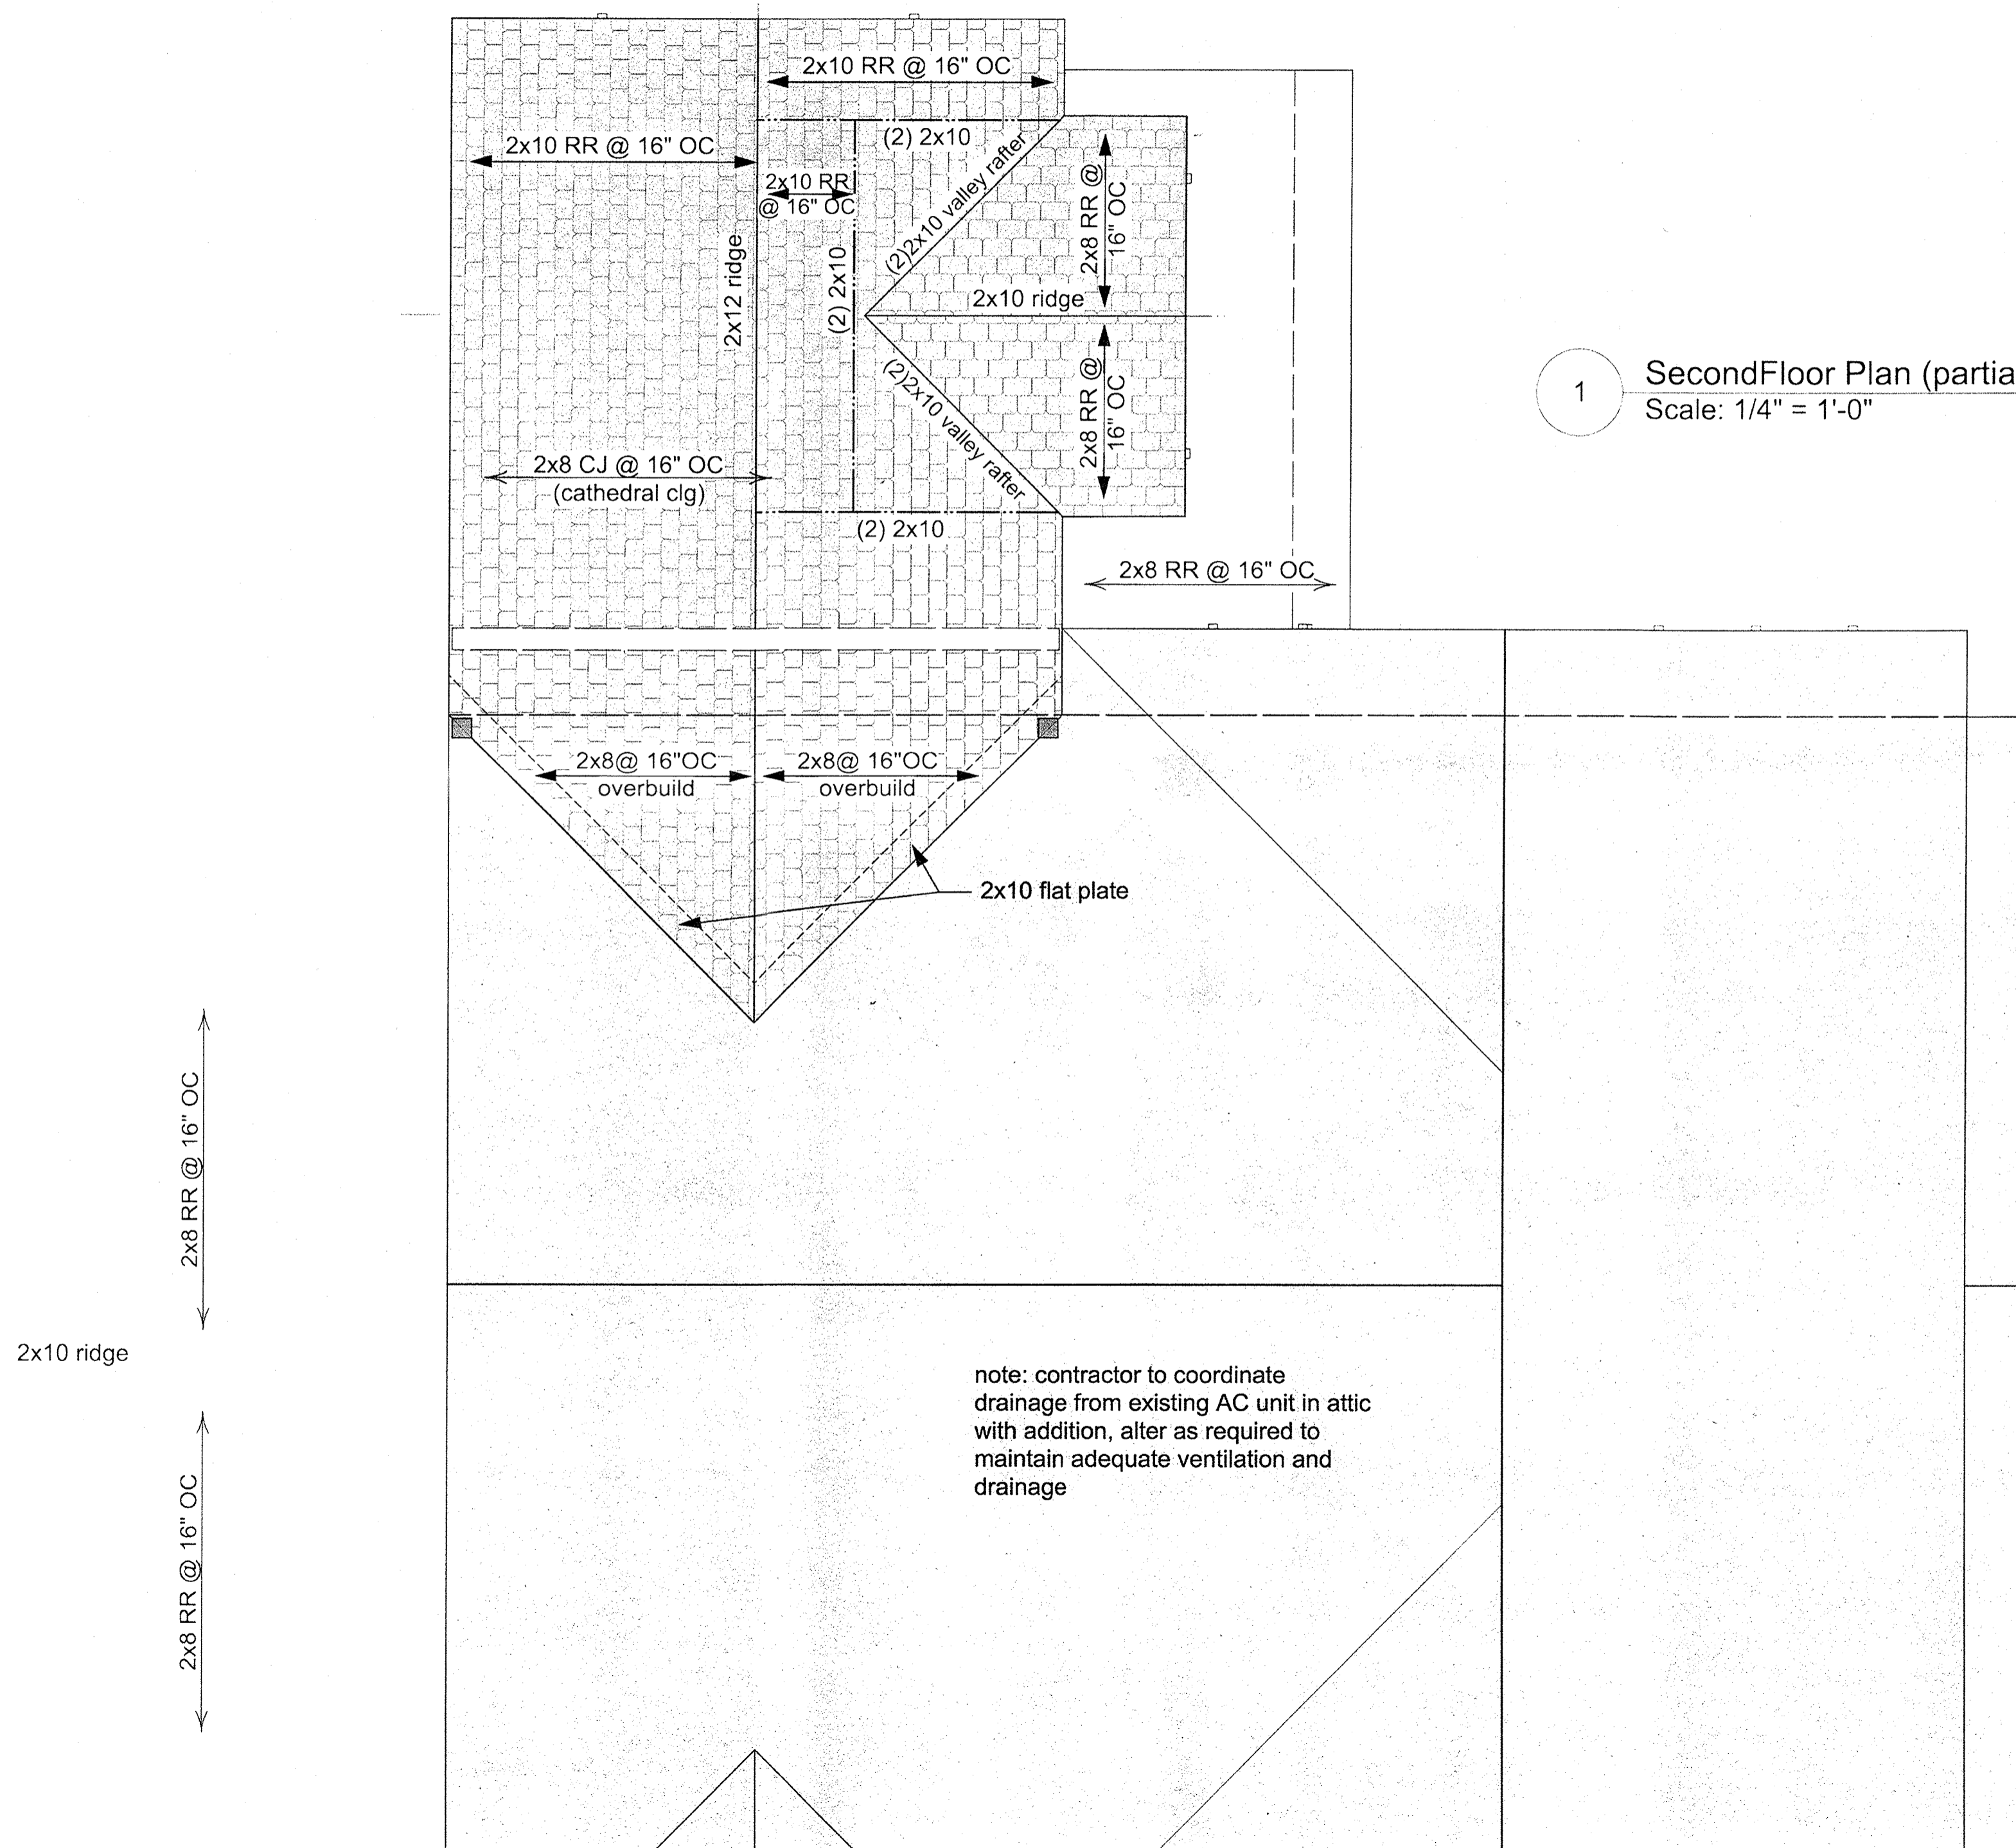 2x10 RR @ 16" OC
2x10 RR @ 16" OC
(2) 2x10
2x10 RR
@ 16" OC
(2)2x10 valley rafter
2x8 RR @
16" OC
2x12 ridge
(2) 2x10
2x10 ridge
(2)2x10 valley rafter
2x8 RR @
16" OC
1
SecondFloor Plan (partia
Scale: 1/4" = 1'-0"
2x8 CJ @ 16" OC
(cathedral clg)
(2) 2x10
2x8 RR @ 16" OC
2x8@ 16"OC
overbuild
2x8@ 16"OC
overbuild
2x10 flat plate
2x8 RR @ 16" OC
2x10 ridge
2x8 RR @ 16" OC
note: contractor to coordinate
drainage from existing AC unit in attic
with addition, alter as required to
maintain adequate ventilation and
drainage